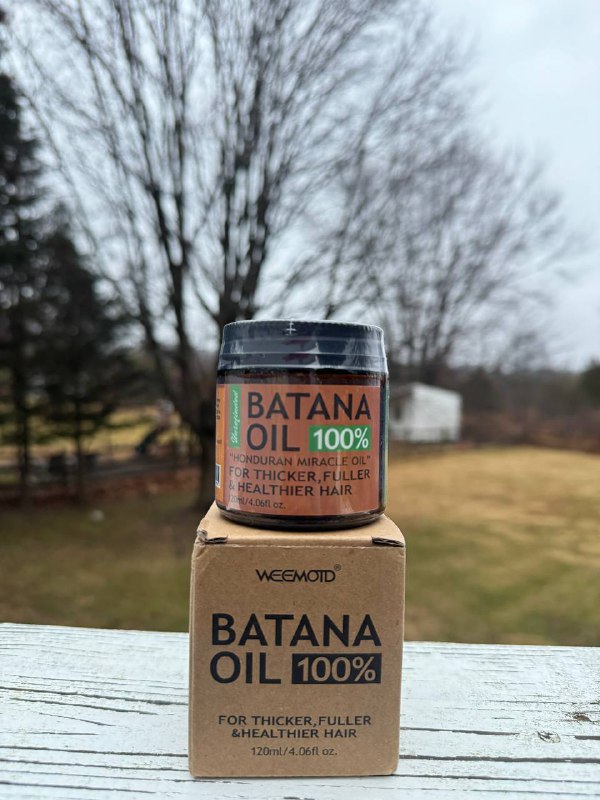 Unrefined
BATANA
OIL 100%
"HONDURAN MIRACLE OIL"
FOR THICKER,FULLER
& HEALTHIER HAIR
120ml/4.06fl oz.
WEEMOTD®
BATANA
OIL 100%
FOR THICKER,FULLER
&HEALTHIER HAIR
120ml/4.06fl oz.